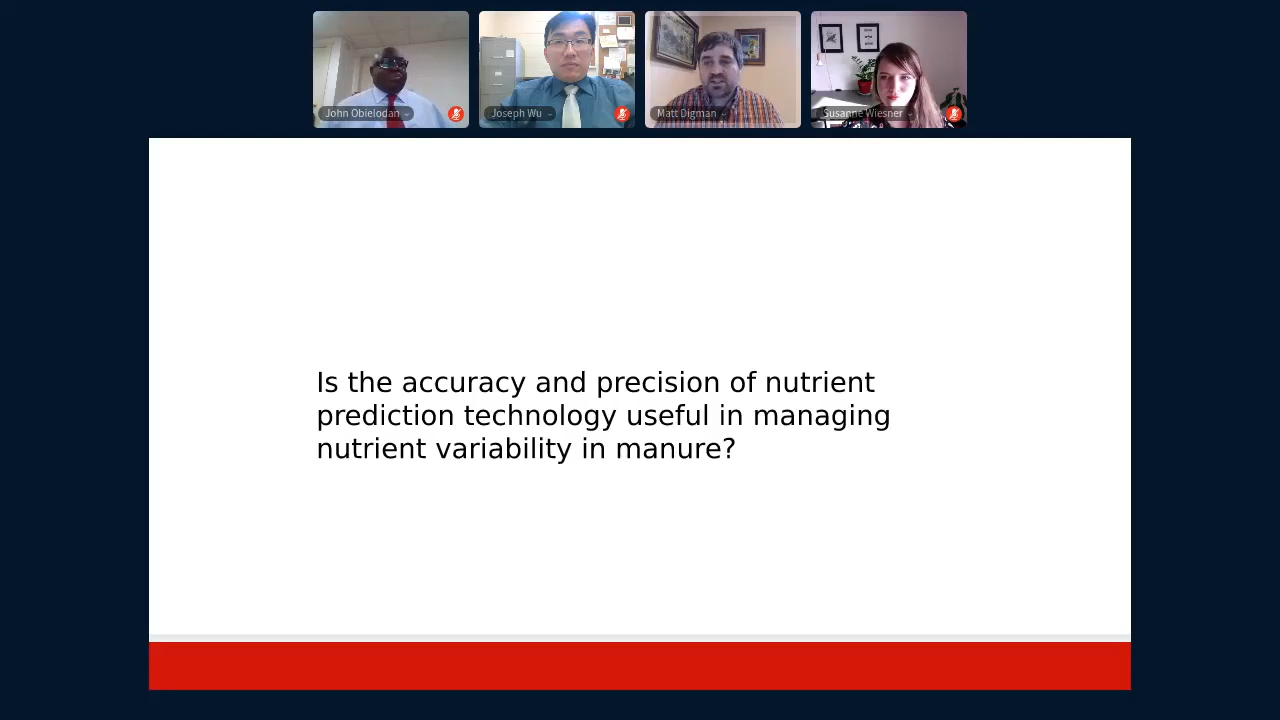 John Obielodan
Joseph Wu
Matt Digman
Susanne Wiesner
Is the accuracy and precision of nutrient
prediction technology useful in managing
nutrient variability in manure?